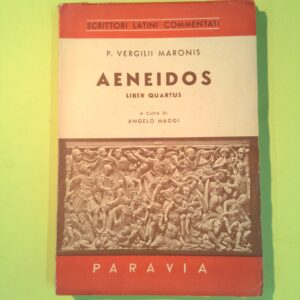 SCRITTORI LATINI COMMENTATI
P. VERGILII MARONIS
AENEIDOS
LIBER QUARTUS
A CURA DI
ANGELO MAGGI
PARAVIA